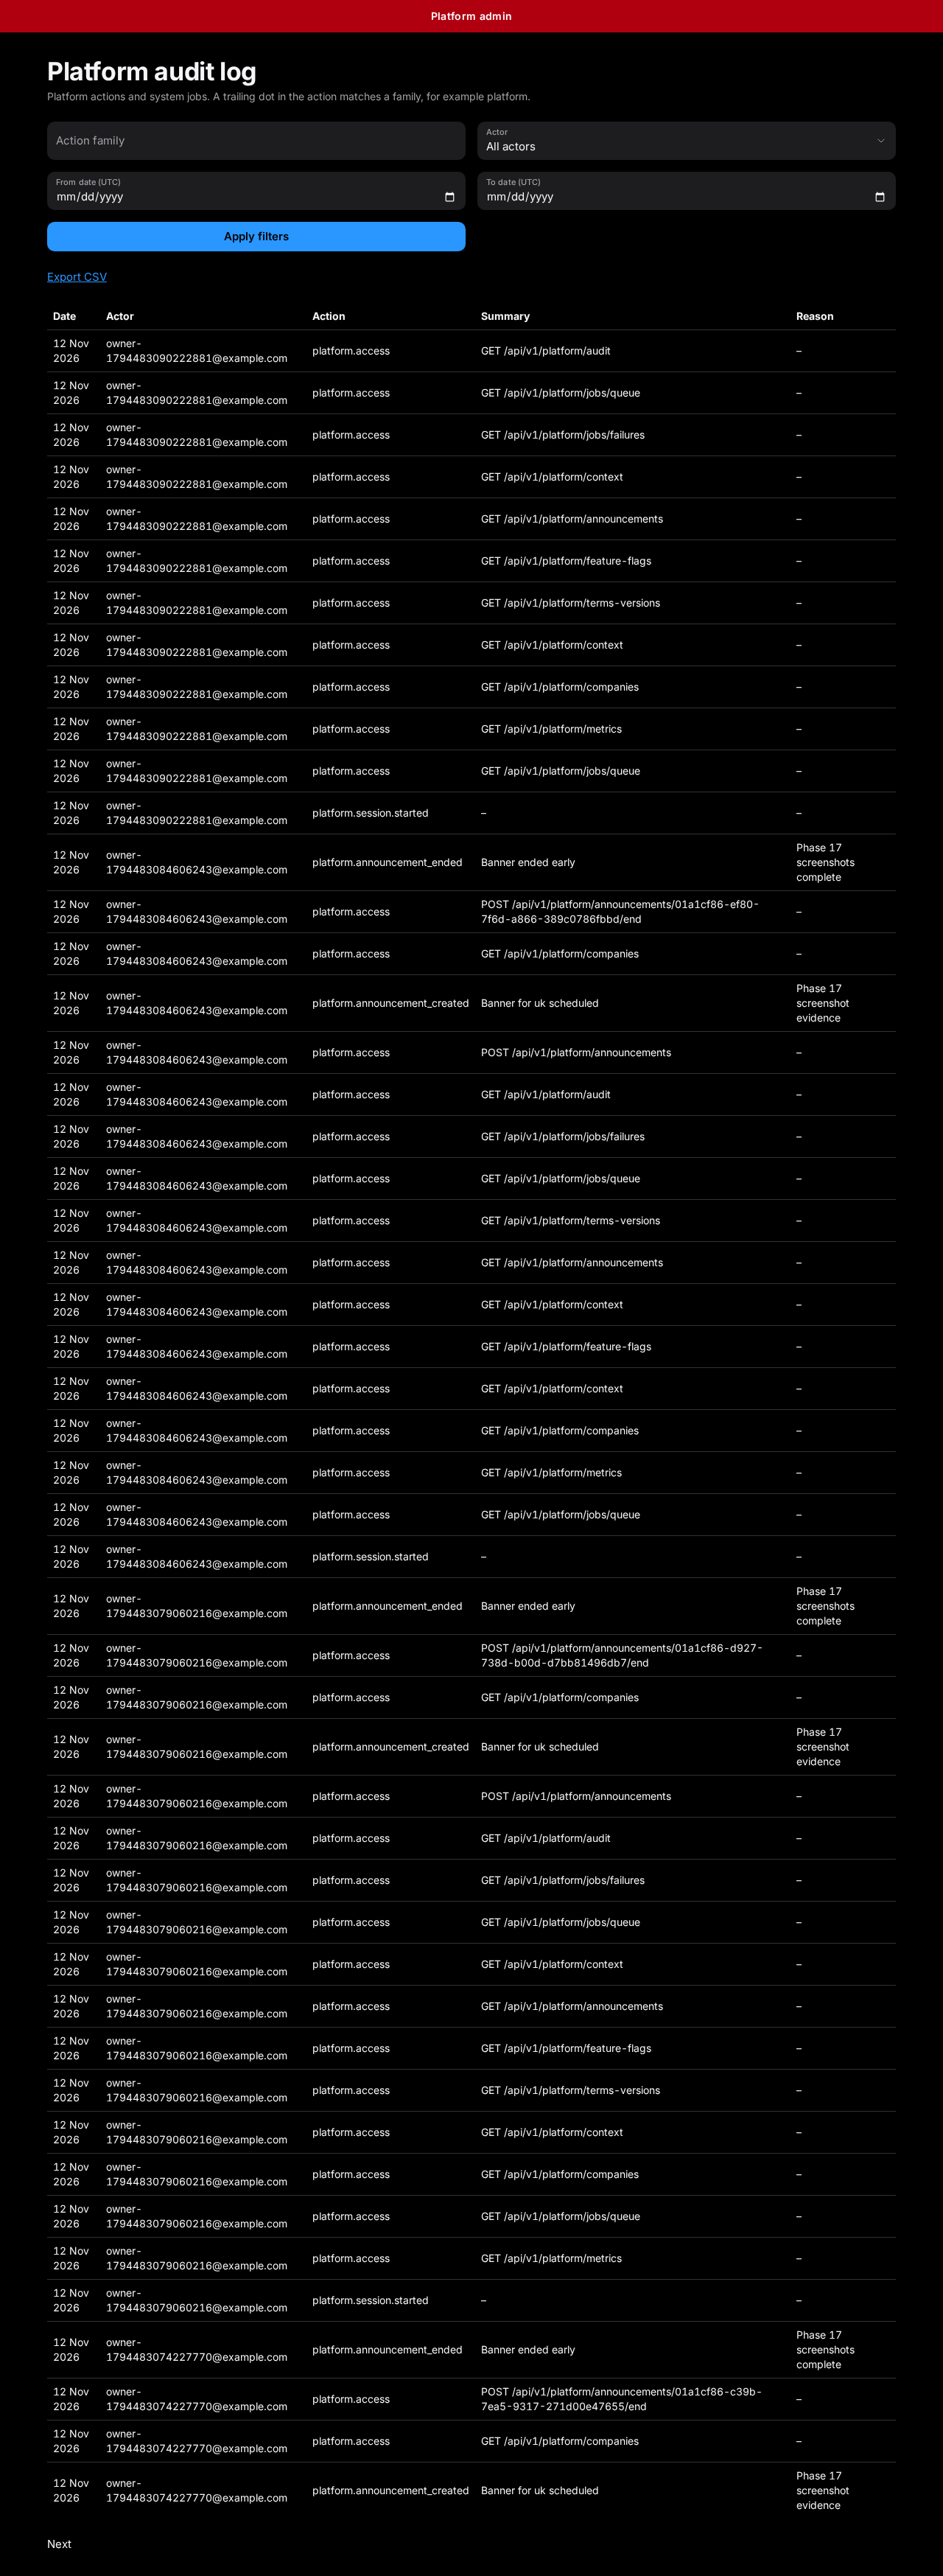 Platform admin
Platform audit log
Platform actions and system jobs. A trailing dot in the action matches a family, for example platform.
Action family
Actor
All actors
From date (UTC)
mm/dd/yyyy
To date (UTC)
mm/dd/yyyy
Apply filters
Export CSV
Date Actor Action Summary Reason
12 Nov 2026 owner-1794483090222881@example.com platform.access GET /api/v1/platform/audit –
12 Nov 2026 owner-1794483090222881@example.com platform.access GET /api/v1/platform/jobs/queue –
12 Nov 2026 owner-1794483090222881@example.com platform.access GET /api/v1/platform/jobs/failures –
12 Nov 2026 owner-1794483090222881@example.com platform.access GET /api/v1/platform/context –
12 Nov 2026 owner-1794483090222881@example.com platform.access GET /api/v1/platform/announcements –
12 Nov 2026 owner-1794483090222881@example.com platform.access GET /api/v1/platform/feature-flags –
12 Nov 2026 owner-1794483090222881@example.com platform.access GET /api/v1/platform/terms-versions –
12 Nov 2026 owner-1794483090222881@example.com platform.access GET /api/v1/platform/context –
12 Nov 2026 owner-1794483090222881@example.com platform.access GET /api/v1/platform/companies –
12 Nov 2026 owner-1794483090222881@example.com platform.access GET /api/v1/platform/metrics –
12 Nov 2026 owner-1794483090222881@example.com platform.access GET /api/v1/platform/jobs/queue –
12 Nov 2026 owner-1794483090222881@example.com platform.session.started – –
12 Nov 2026 owner-1794483084606243@example.com platform.announcement_ended Banner ended early Phase 17 screenshots complete
12 Nov 2026 owner-1794483084606243@example.com platform.access POST /api/v1/platform/announcements/01a1cf86-ef80-7f6d-a866-389c0786fbbd/end –
12 Nov 2026 owner-1794483084606243@example.com platform.access GET /api/v1/platform/companies –
12 Nov 2026 owner-1794483084606243@example.com platform.announcement_created Banner for uk scheduled Phase 17 screenshot evidence
12 Nov 2026 owner-1794483084606243@example.com platform.access POST /api/v1/platform/announcements –
12 Nov 2026 owner-1794483084606243@example.com platform.access GET /api/v1/platform/audit –
12 Nov 2026 owner-1794483084606243@example.com platform.access GET /api/v1/platform/jobs/failures –
12 Nov 2026 owner-1794483084606243@example.com platform.access GET /api/v1/platform/jobs/queue –
12 Nov 2026 owner-1794483084606243@example.com platform.access GET /api/v1/platform/terms-versions –
12 Nov 2026 owner-1794483084606243@example.com platform.access GET /api/v1/platform/announcements –
12 Nov 2026 owner-1794483084606243@example.com platform.access GET /api/v1/platform/context –
12 Nov 2026 owner-1794483084606243@example.com platform.access GET /api/v1/platform/feature-flags –
12 Nov 2026 owner-1794483084606243@example.com platform.access GET /api/v1/platform/context –
12 Nov 2026 owner-1794483084606243@example.com platform.access GET /api/v1/platform/companies –
12 Nov 2026 owner-1794483084606243@example.com platform.access GET /api/v1/platform/metrics –
12 Nov 2026 owner-1794483084606243@example.com platform.access GET /api/v1/platform/jobs/queue –
12 Nov 2026 owner-1794483084606243@example.com platform.session.started – –
12 Nov 2026 owner-1794483079060216@example.com platform.announcement_ended Banner ended early Phase 17 screenshots complete
12 Nov 2026 owner-1794483079060216@example.com platform.access POST /api/v1/platform/announcements/01a1cf86-d927-738d-b00d-d7bb81496db7/end –
12 Nov 2026 owner-1794483079060216@example.com platform.access GET /api/v1/platform/companies –
12 Nov 2026 owner-1794483079060216@example.com platform.announcement_created Banner for uk scheduled Phase 17 screenshot evidence
12 Nov 2026 owner-1794483079060216@example.com platform.access POST /api/v1/platform/announcements –
12 Nov 2026 owner-1794483079060216@example.com platform.access GET /api/v1/platform/audit –
12 Nov 2026 owner-1794483079060216@example.com platform.access GET /api/v1/platform/jobs/failures –
12 Nov 2026 owner-1794483079060216@example.com platform.access GET /api/v1/platform/jobs/queue –
12 Nov 2026 owner-1794483079060216@example.com platform.access GET /api/v1/platform/context –
12 Nov 2026 owner-1794483079060216@example.com platform.access GET /api/v1/platform/announcements –
12 Nov 2026 owner-1794483079060216@example.com platform.access GET /api/v1/platform/feature-flags –
12 Nov 2026 owner-1794483079060216@example.com platform.access GET /api/v1/platform/terms-versions –
12 Nov 2026 owner-1794483079060216@example.com platform.access GET /api/v1/platform/context –
12 Nov 2026 owner-1794483079060216@example.com platform.access GET /api/v1/platform/companies –
12 Nov 2026 owner-1794483079060216@example.com platform.access GET /api/v1/platform/jobs/queue –
12 Nov 2026 owner-1794483079060216@example.com platform.access GET /api/v1/platform/metrics –
12 Nov 2026 owner-1794483079060216@example.com platform.session.started – –
12 Nov 2026 owner-1794483074227770@example.com platform.announcement_ended Banner ended early Phase 17 screenshots complete
12 Nov 2026 owner-1794483074227770@example.com platform.access POST /api/v1/platform/announcements/01a1cf86-c39b-7ea5-9317-271d00e47655/end –
12 Nov 2026 owner-1794483074227770@example.com platform.access GET /api/v1/platform/companies –
12 Nov 2026 owner-1794483074227770@example.com platform.announcement_created Banner for uk scheduled Phase 17 screenshot evidence
Next